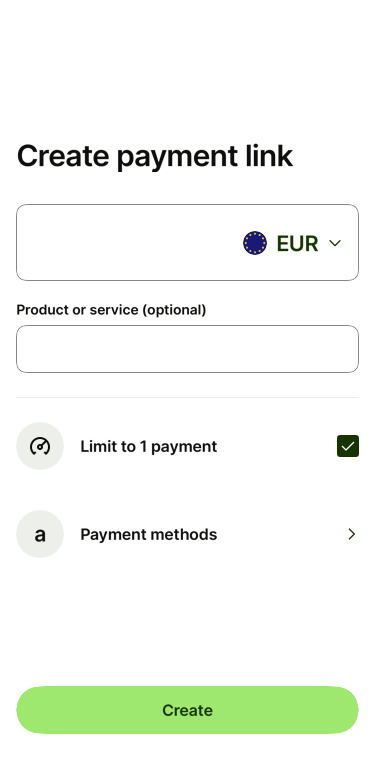 Create payment link
EUR
Product or service (optional)
Limit to 1 payment
a
Payment methods
Create